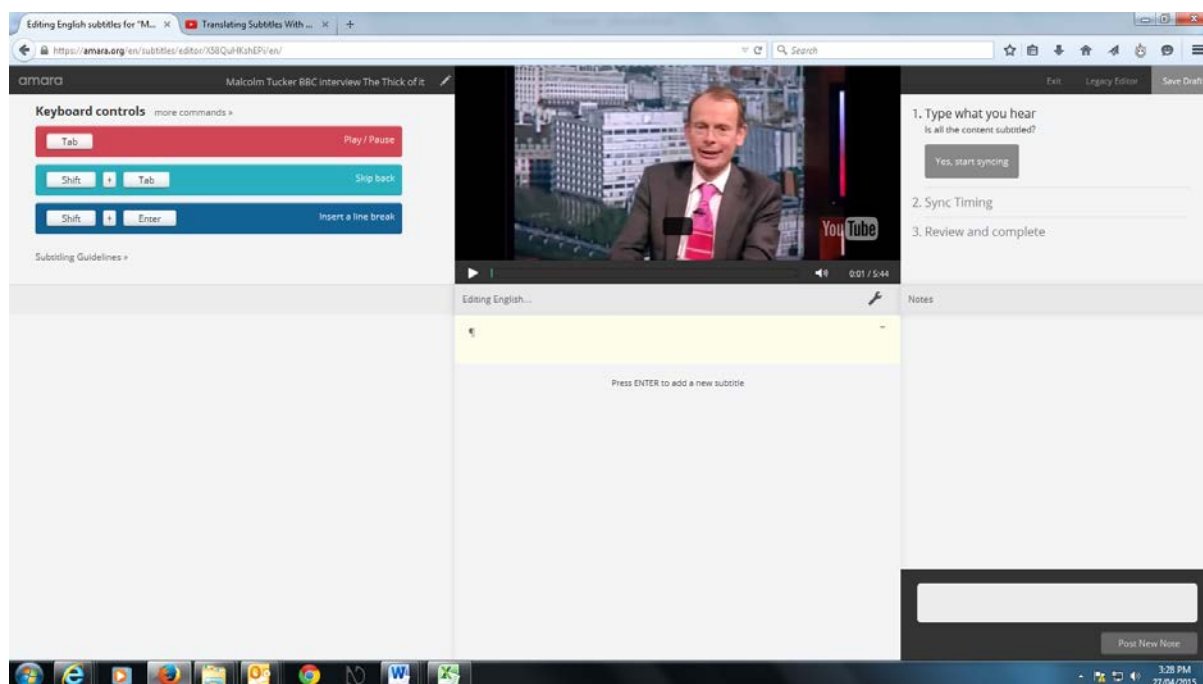 Editing English subtitles for "M... × Translating Subtitles With ... × +
https://amara.org/en/subtitles/editor/X58QuHKshEPi/en/ Search
amara Malcolm Tucker BBC interview The Thick of it
Exit Legacy Editor Save Draft
Keyboard controls more commands »
Tab Play / Pause
Shift + Tab Skip back
Shift + Enter Insert a line break
Subtitling Guidelines »
You Tube
0:01 / 5:44
1. Type what you hear
Is all the content subtitled?
Yes, start syncing
2. Sync Timing
3. Review and complete
Editing English...
Notes
¶
Press ENTER to add a new subtitle
Post New Note
3:28 PM
27/04/2015